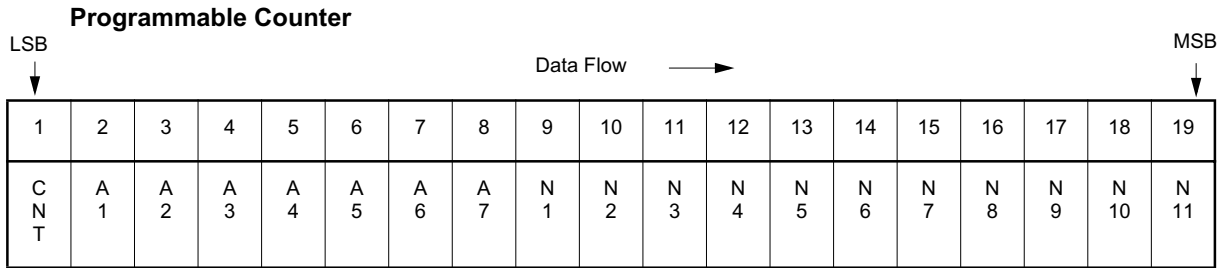 Programmable Counter
LSB
MSB
Data Flow
1 2 3 4 5 6 7 8 9 10 11 12 13 14 15 16 17 18 19
C A A A A A A A N N N N N N N N N N N
N 1 2 3 4 5 6 7 1 2 3 4 5 6 7 8 9 10 11
T